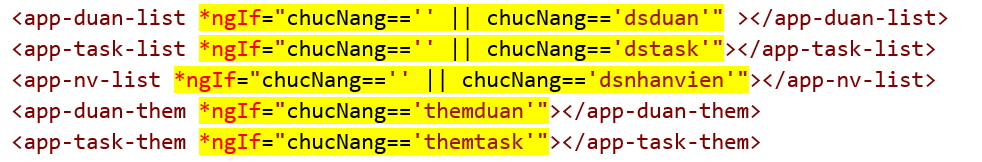 <app-duan-list *ngIf="chucNang=='' || chucNang=='dsduan'" ></app-duan-list>
<app-task-list *ngIf="chucNang=='' || chucNang=='dstask'"></app-task-list>
<app-nv-list *ngIf="chucNang=='' || chucNang=='dsnhanvien'"></app-nv-list>
<app-duan-them *ngIf="chucNang=='themduan'"></app-duan-them>
<app-task-them *ngIf="chucNang=='themtask'"></app-task-them>